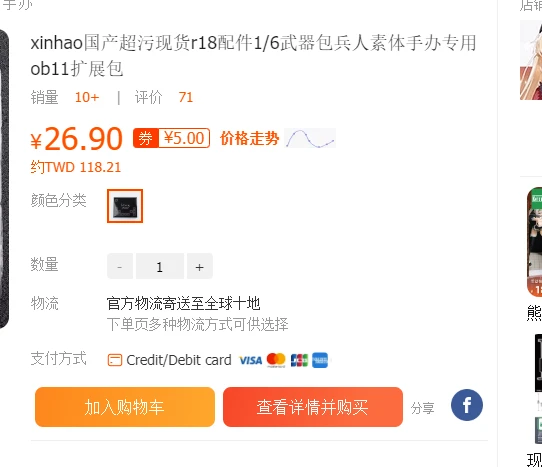 手办
店铺
xinhao国产超污现货r18配件1/6武器包兵人素体手办专用
ob11扩展包
销量 10+ | 评价 71
¥26.90 券 ¥5.00 价格走势
约TWD 118.21
颜色分类
数量 - 1 +
物流 官方物流寄送至全球十地
下单页多种物流方式可供选择
熊
支付方式 Credit/Debit card VISA
加入购物车 查看详情并购买 分享 f
现